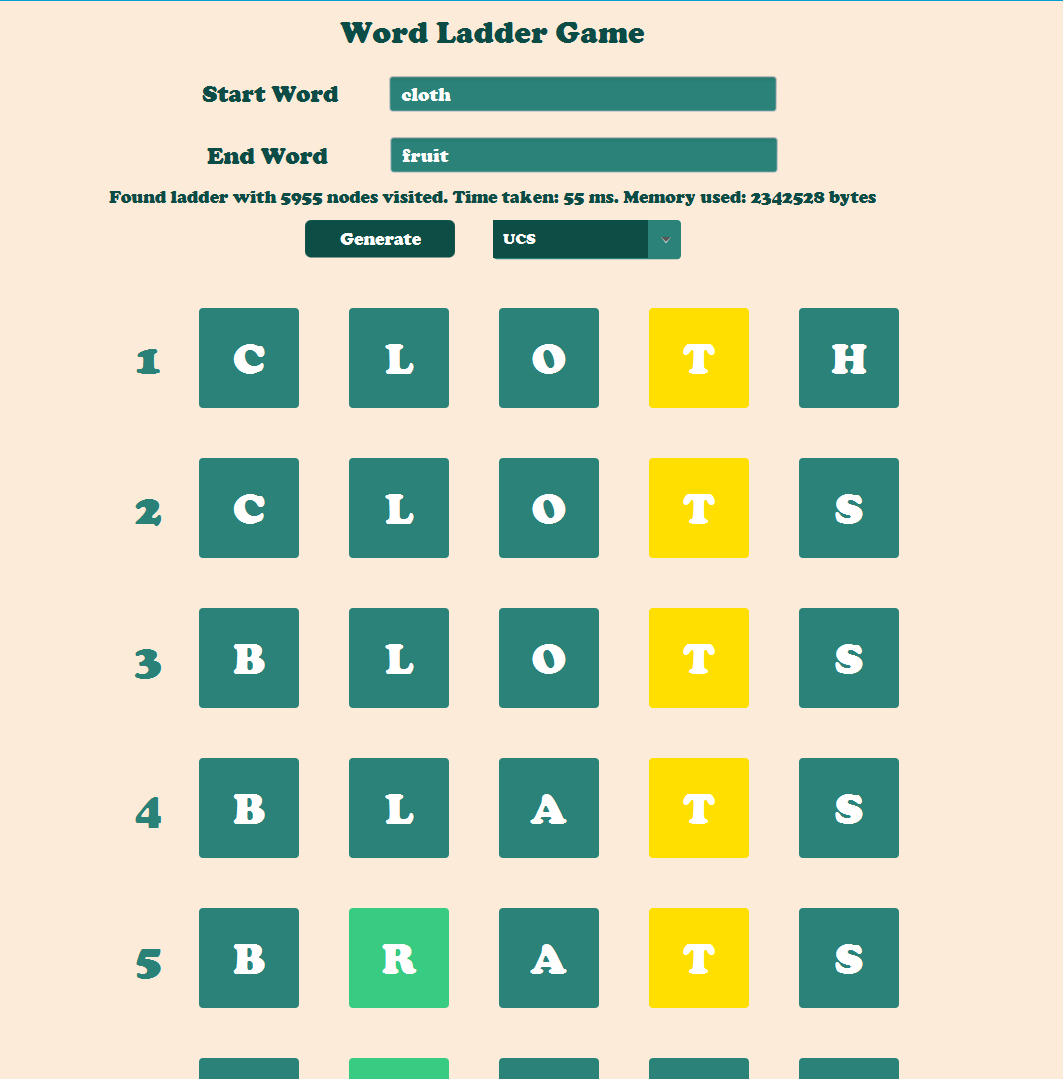 Word Ladder Game
Start Word cloth
End Word fruit
Found ladder with 5955 nodes visited. Time taken: 55 ms. Memory used: 2342528 bytes
Generate UCS
1 C L O T H
2 C L O T S
3 B L O T S
4 B L A T S
5 B R A T S